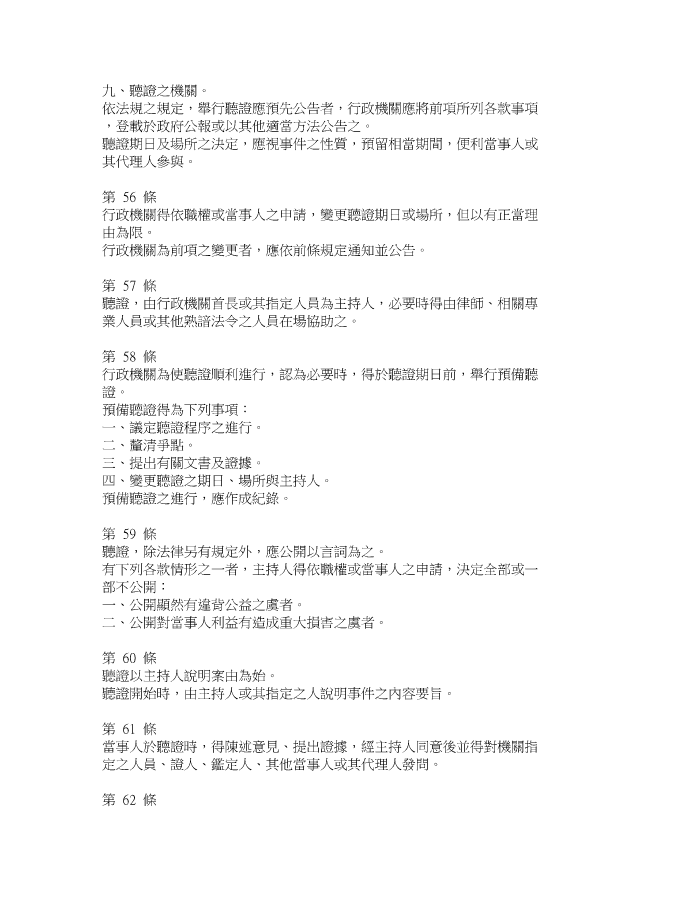 九、聽證之機關。
依法規之規定，舉行聽證應預先公告者，行政機關應將前項所列各款事項
，登載於政府公報或以其他適當方法公告之。
聽證期日及場所之決定，應視事件之性質，預留相當期間，便利當事人或
其代理人參與。
第 56 條
行政機關得依職權或當事人之申請，變更聽證期日或場所，但以有正當理
由為限。
行政機關為前項之變更者，應依前條規定通知並公告。
第 57 條
聽證，由行政機關首長或其指定人員為主持人，必要時得由律師、相關專
業人員或其他熟諳法令之人員在場協助之。
第 58 條
行政機關為使聽證順利進行，認為必要時，得於聽證期日前，舉行預備聽
證。
預備聽證得為下列事項：
一、議定聽證程序之進行。
二、釐清爭點。
三、提出有關文書及證據。
四、變更聽證之期日、場所與主持人。
預備聽證之進行，應作成紀錄。
第 59 條
聽證，除法律另有規定外，應公開以言詞為之。
有下列各款情形之一者，主持人得依職權或當事人之申請，決定全部或一
部不公開：
一、公開顯然有違背公益之虞者。
二、公開對當事人利益有造成重大損害之虞者。
第 60 條
聽證以主持人說明案由為始。
聽證開始時，由主持人或其指定之人說明事件之內容要旨。
第 61 條
當事人於聽證時，得陳述意見、提出證據，經主持人同意後並得對機關指
定之人員、證人、鑑定人、其他當事人或其代理人發問。
第 62 條